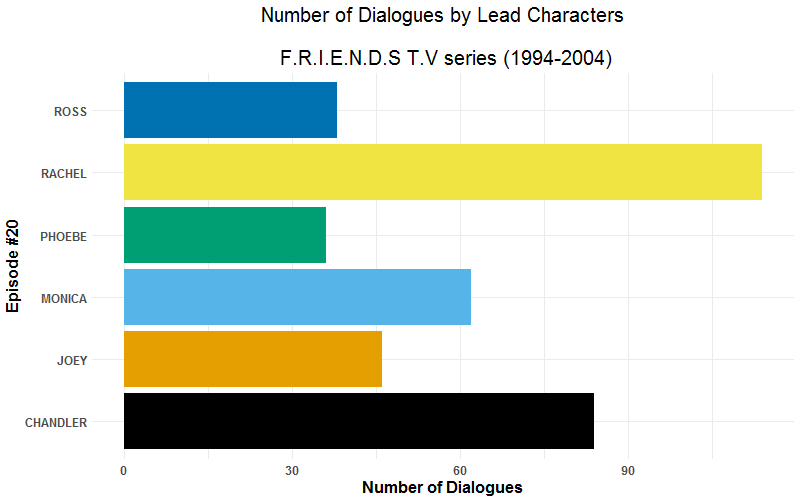 Number of Dialogues by Lead Characters
F.R.I.E.N.D.S T.V series (1994-2004)
Episode #20
ROSS
RACHEL
PHOEBE
MONICA
JOEY
CHANDLER
0 30 60 90
Number of Dialogues